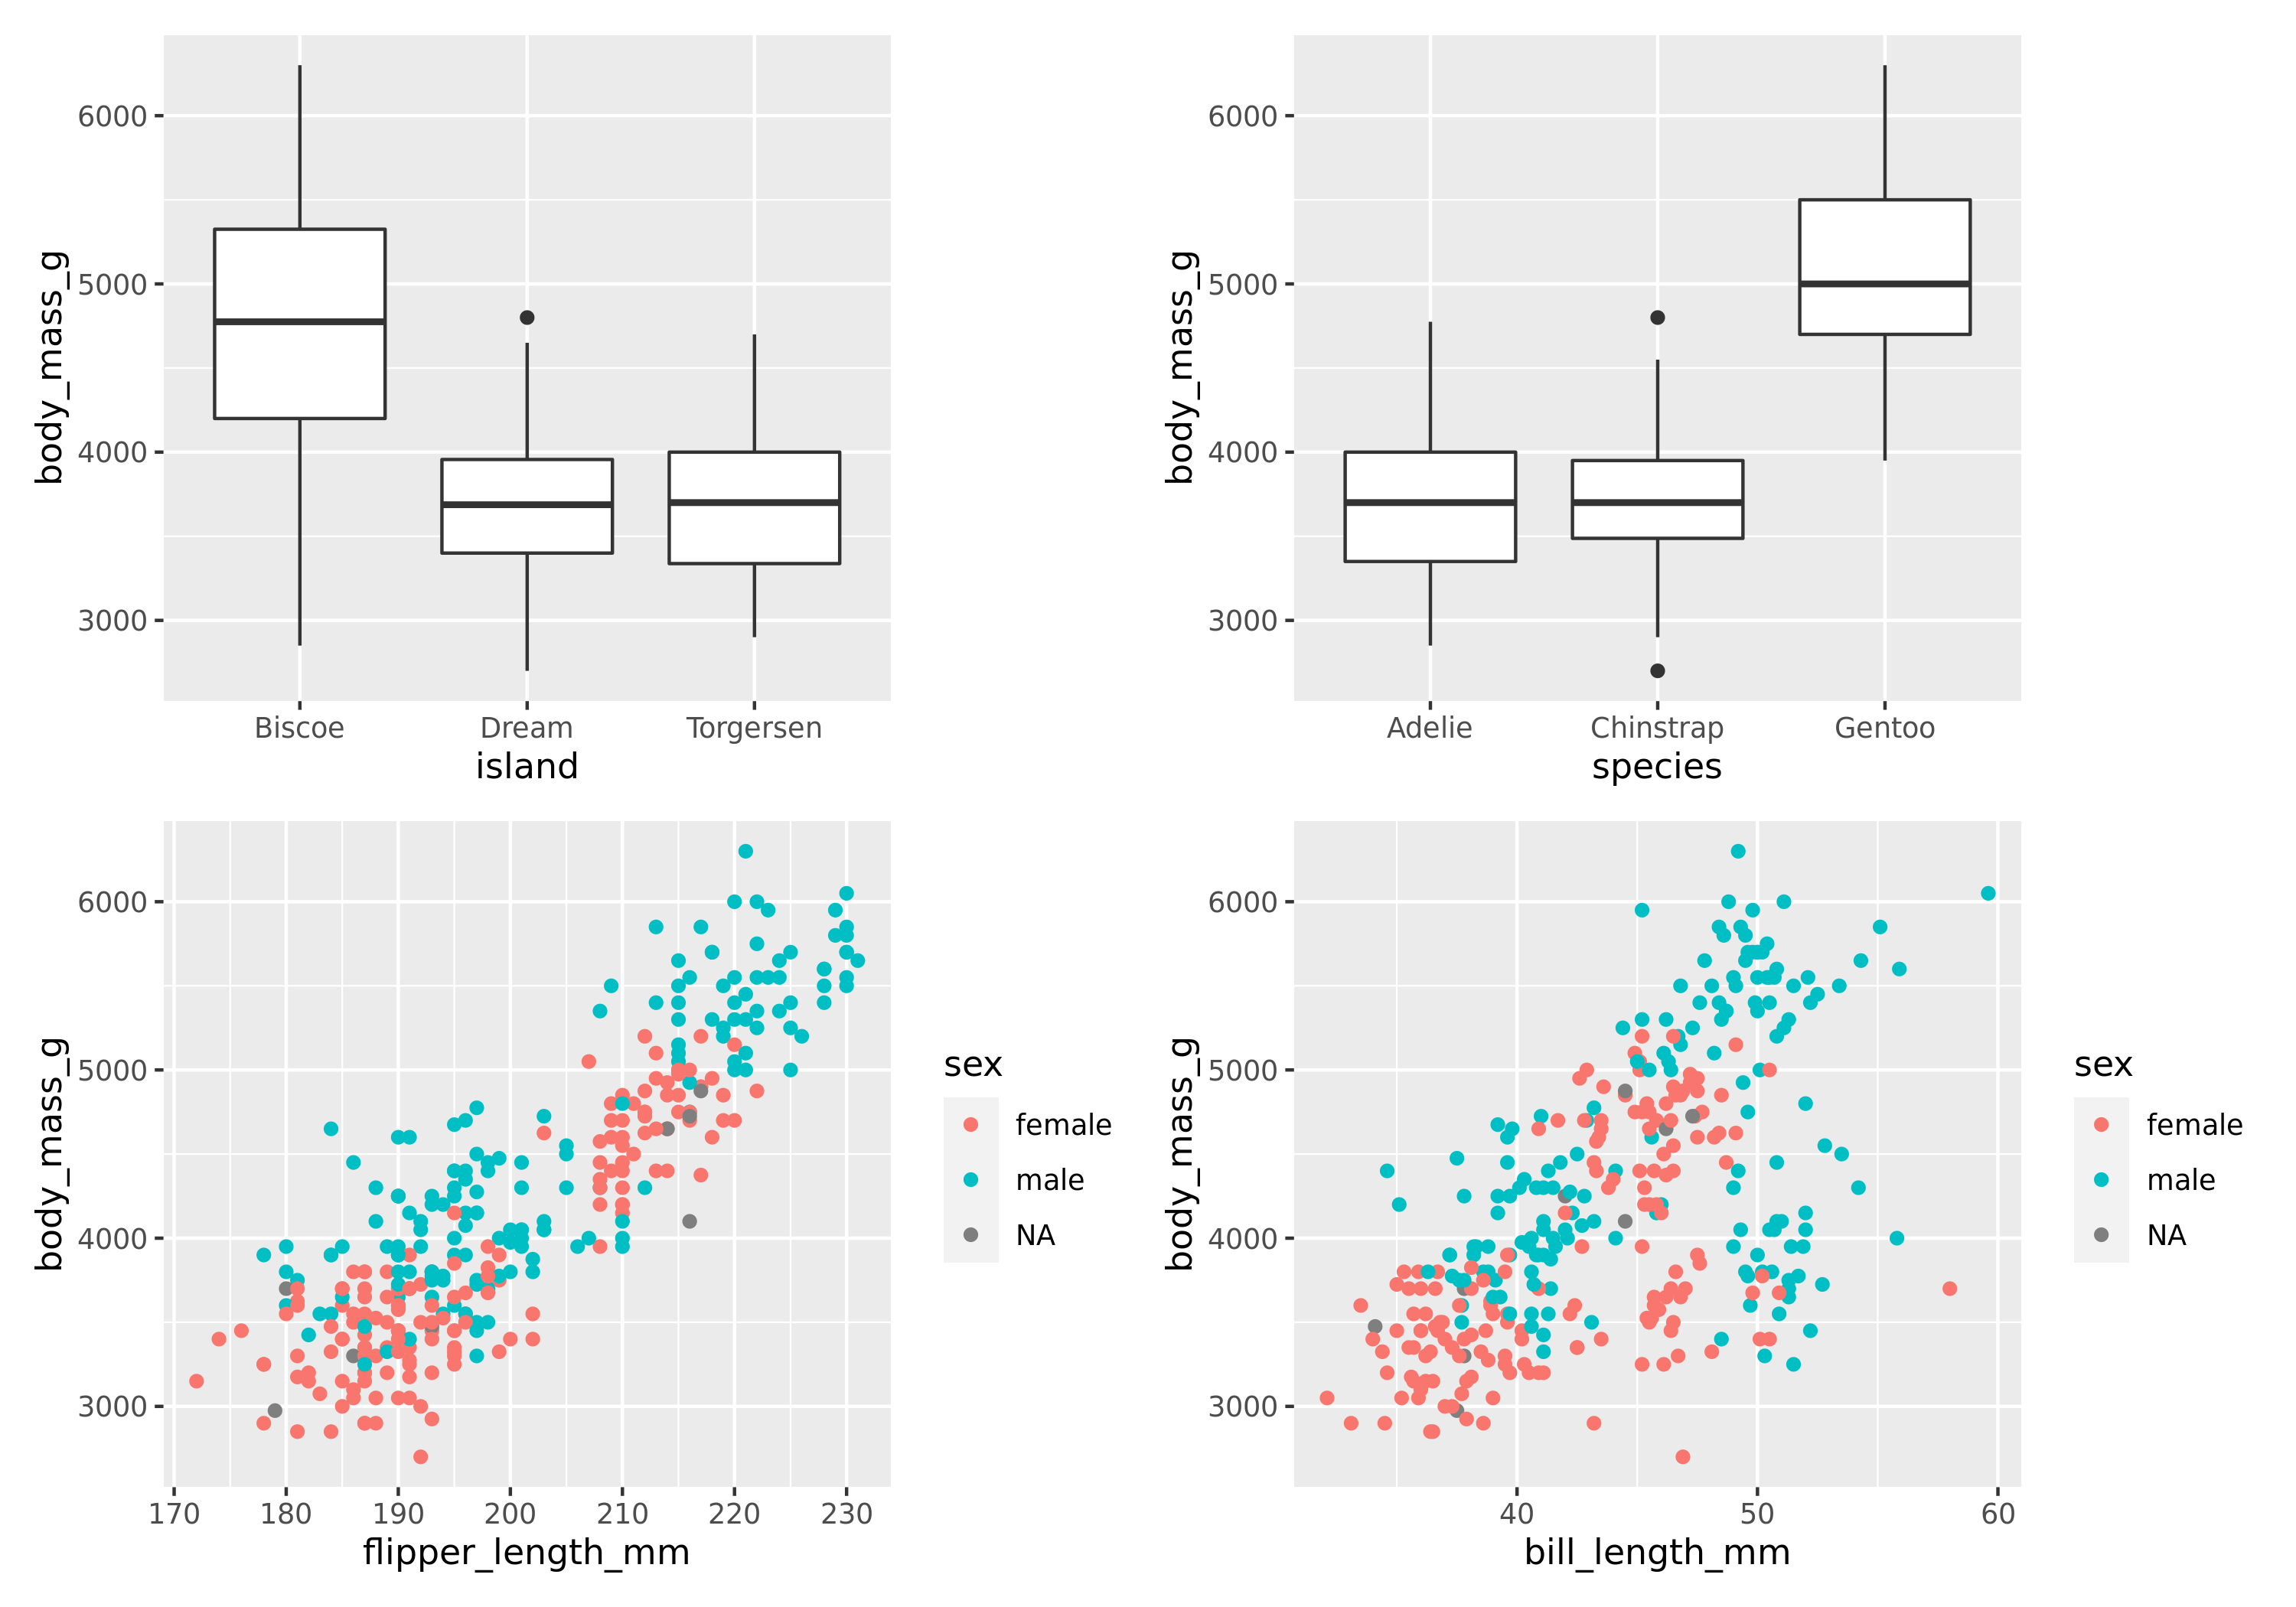 body_mass_g
6000
5000
4000
3000
Biscoe Dream Torgersen
island
body_mass_g
6000
5000
4000
3000
Adelie Chinstrap Gentoo
species
body_mass_g
6000
5000
4000
3000
170 180 190 200 210 220 230
flipper_length_mm
sex
female
male
NA
body_mass_g
6000
5000
4000
3000
40 50 60
bill_length_mm
sex
female
male
NA